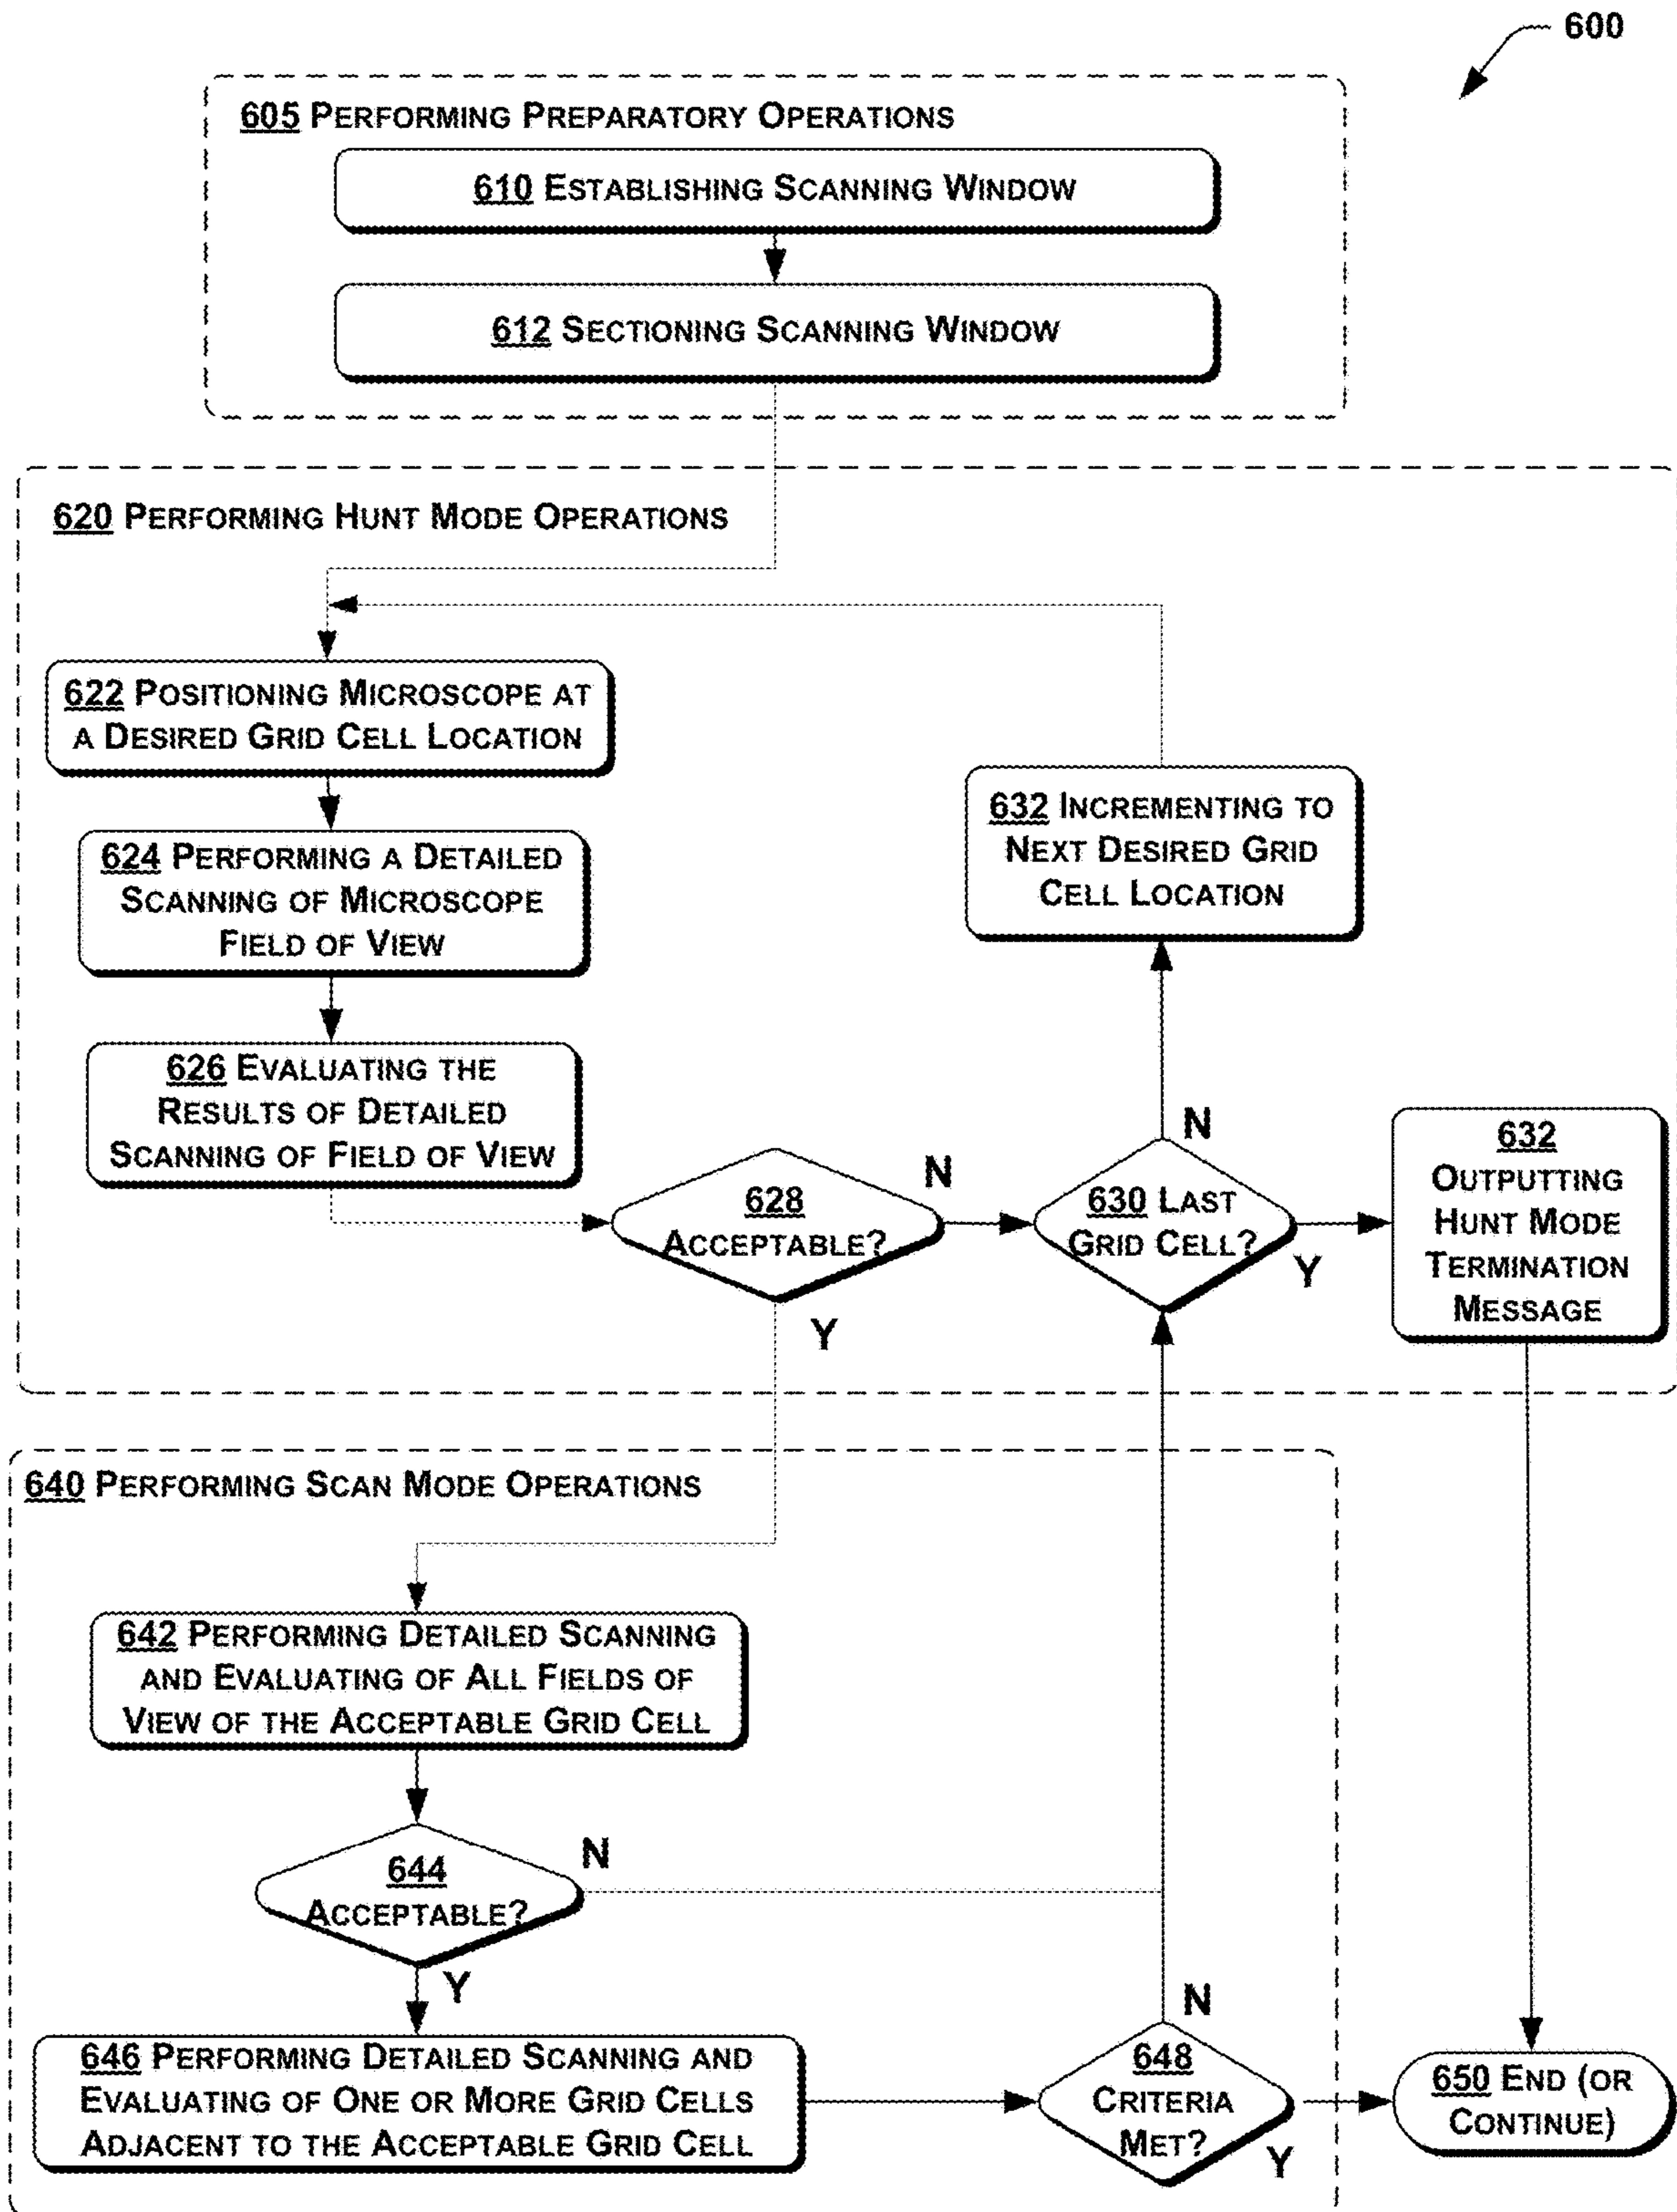 600
605 PERFORMING PREPARATORY OPERATIONS
610 ESTABLISHING SCANNING WINDOW
612 SECTIONING SCANNING WINDOW
620 PERFORMING HUNT MODE OPERATIONS
622 POSITIONING MICROSCOPE AT
A DESIRED GRID CELL LOCATION
624 PERFORMING A DETAILED
SCANNING OF MICROSCOPE
FIELD OF VIEW
626 EVALUATING THE
RESULTS OF DETAILED
SCANNING OF FIELD OF VIEW
628
ACCEPTABLE?
N
Y
630 LAST
GRID CELL?
N
Y
632 INCREMENTING TO
NEXT DESIRED GRID
CELL LOCATION
632
OUTPUTTING
HUNT MODE
TERMINATION
MESSAGE
640 PERFORMING SCAN MODE OPERATIONS
642 PERFORMING DETAILED SCANNING
AND EVALUATING OF ALL FIELDS OF
VIEW OF THE ACCEPTABLE GRID CELL
644
ACCEPTABLE?
N
Y
646 PERFORMING DETAILED SCANNING AND
EVALUATING OF ONE OR MORE GRID CELLS
ADJACENT TO THE ACCEPTABLE GRID CELL
648
CRITERIA
MET?
N
Y
650 END (OR
CONTINUE)